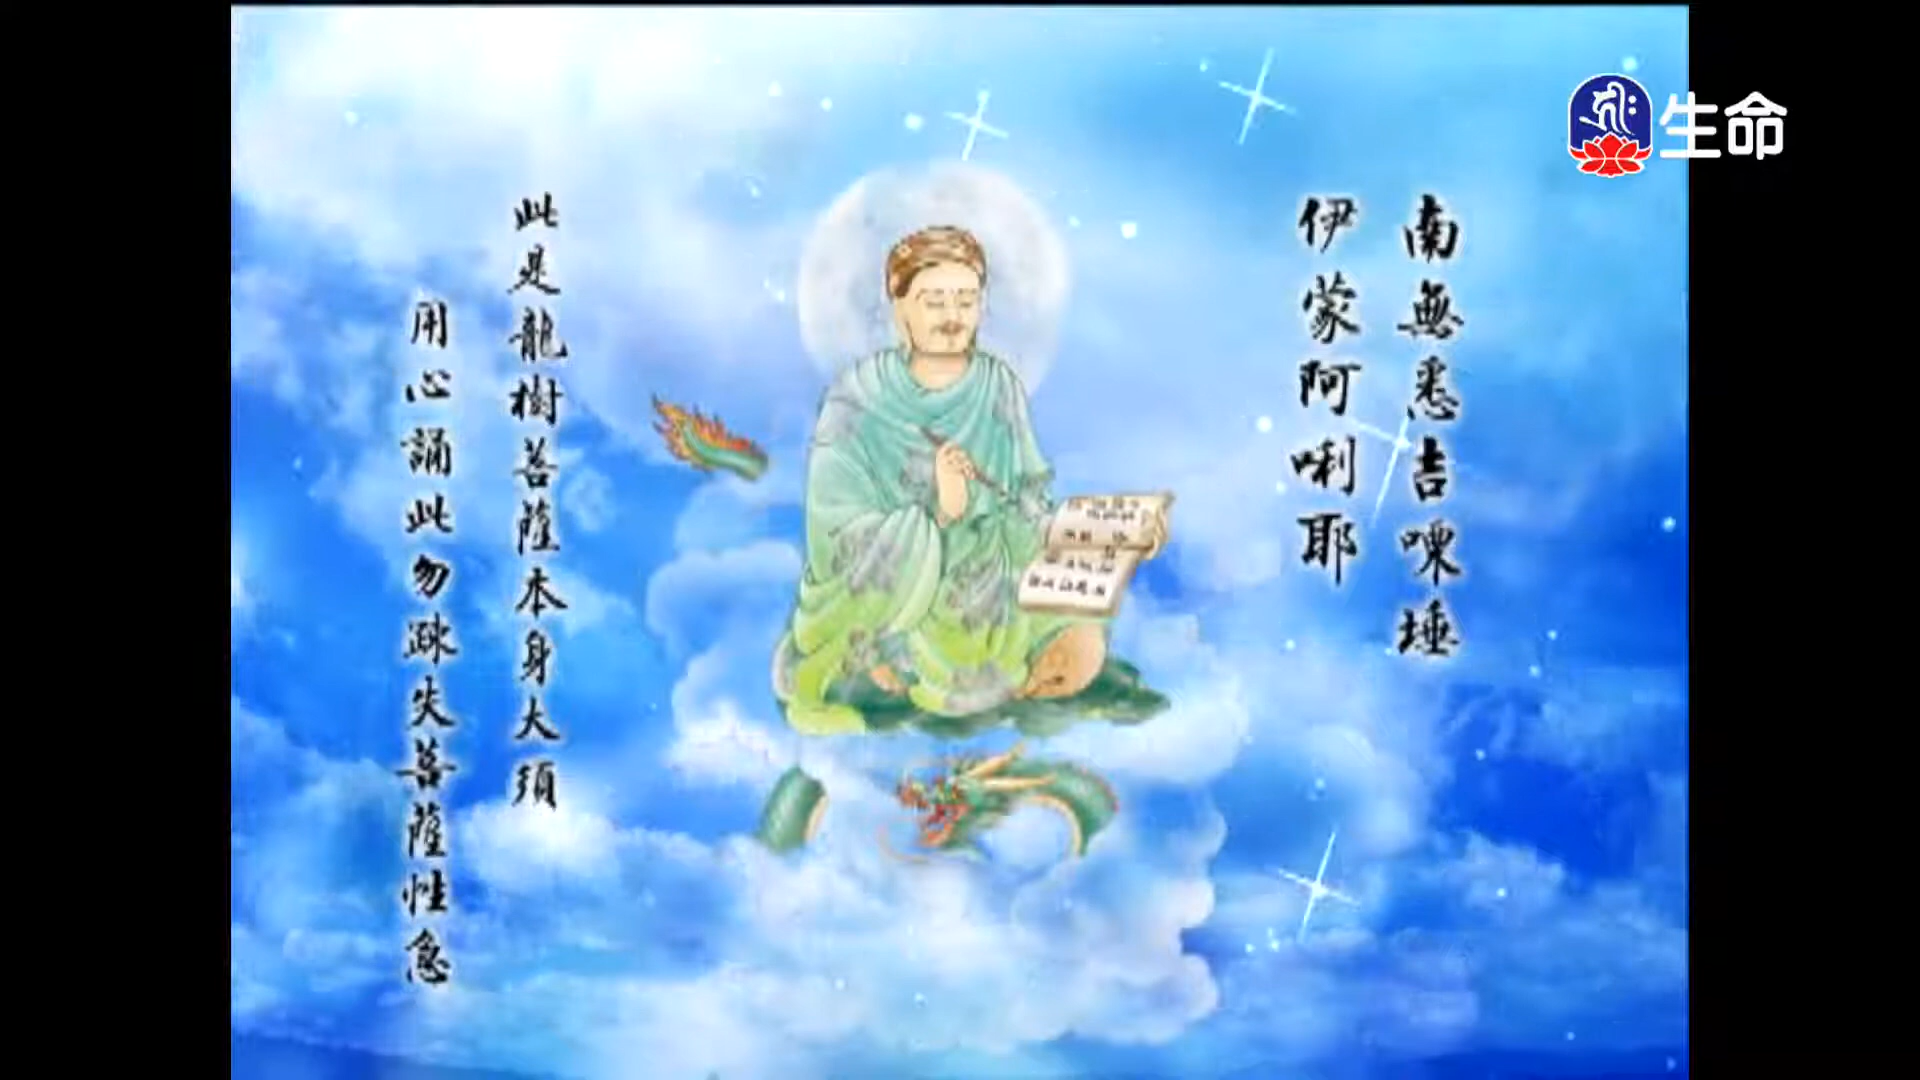 生命
南無悉吉㗚埵
伊蒙阿唎耶
此是龍樹菩薩本身大須
用心誦此勿疎失菩薩性急